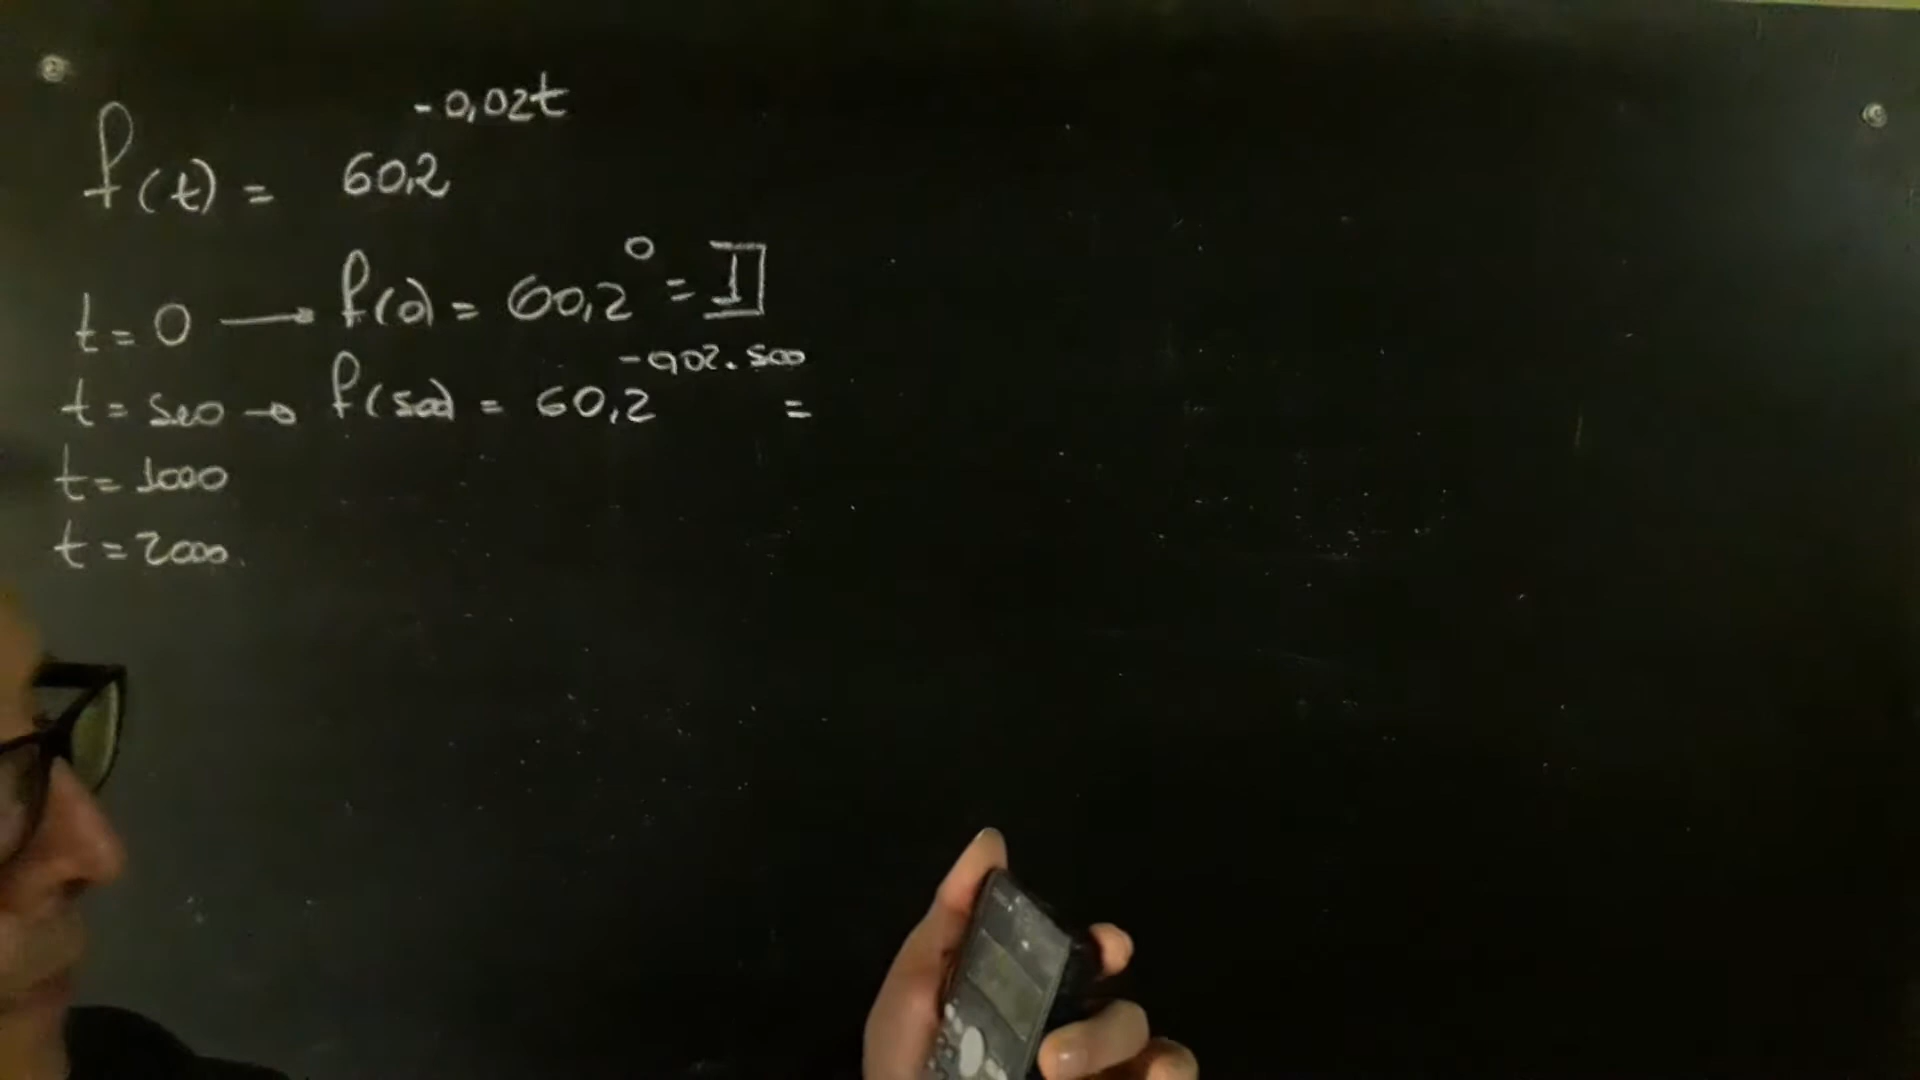 f(t) = 60,2^-0,02t
t = 0 → f(0) = 60,2^0 = 1
t = 500 → f(500) = 60,2^-0,02.500 =
t = 1000
t = 2000.